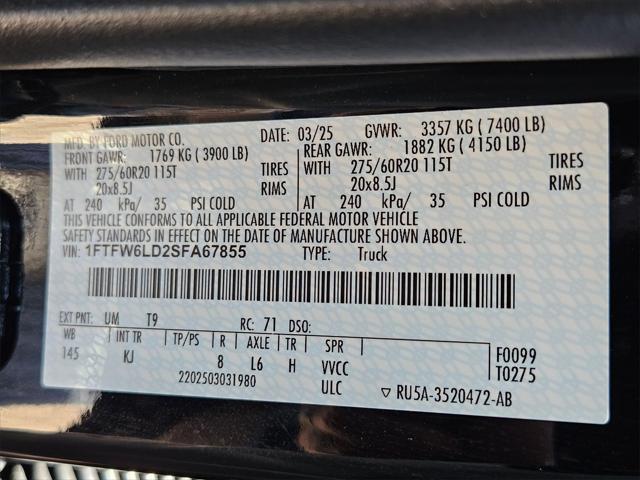 MFD. BY FORD MOTOR CO. DATE: 03/25 GVWR: 3357 KG ( 7400 LB)
FRONT GAWR: 1769 KG ( 3900 LB) REAR GAWR: 1882 KG ( 4150 LB)
WITH 275/60R20 115T TIRES WITH 275/60R20 115T TIRES
20x8.5J RIMS 20x8.5J RIMS
AT 240 kPa/ 35 PSI COLD AT 240 kPa/ 35 PSI COLD
THIS VEHICLE CONFORMS TO ALL APPLICABLE FEDERAL MOTOR VEHICLE
SAFETY STANDARDS IN EFFECT ON THE DATE OF MANUFACTURE SHOWN ABOVE.
VIN: 1FTFW6LD2SFA67855 TYPE: Truck
EXT PNT: UM T9 RC: 71 DSO:
WB INT TR TP/PS R AXLE TR SPR F0099
145 KJ 8 L6 H VVCC T0275
2202503031980 ULC ▽ RU5A-3520472-AB